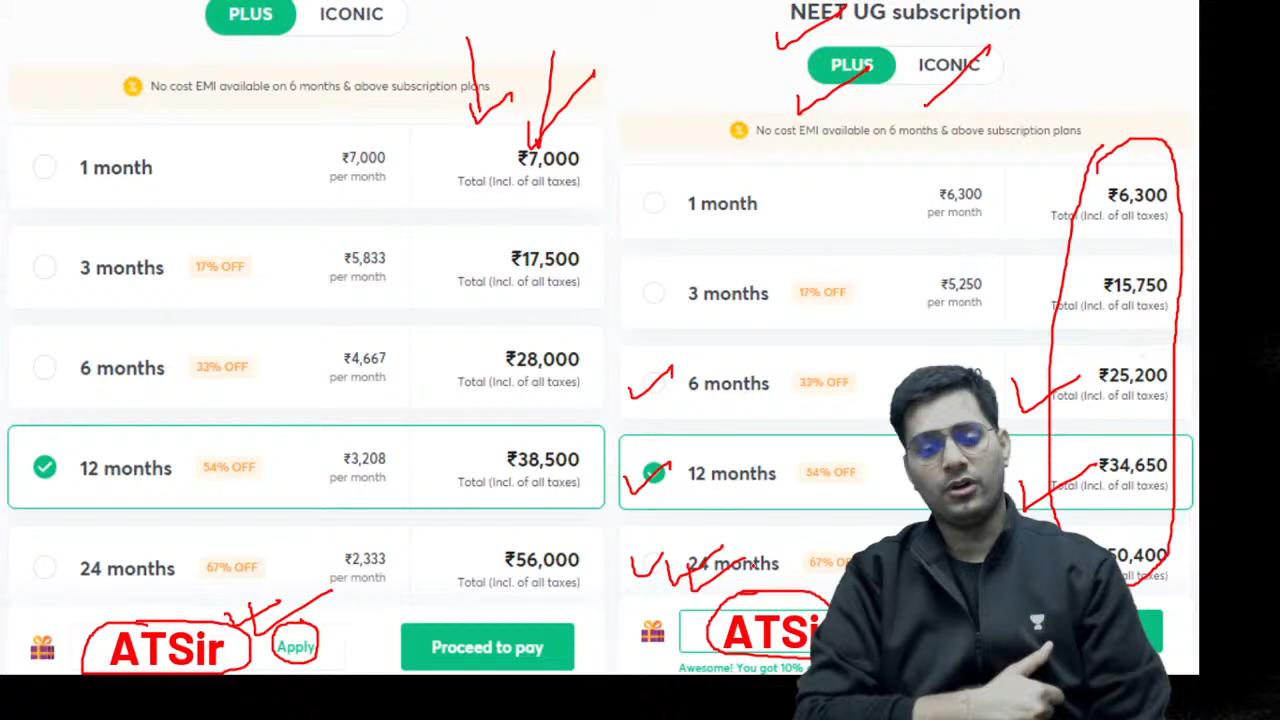 PLUS ICONIC
No cost EMI available on 6 months & above subscription plans
1 month ₹7,000 per month ₹7,000 Total (Incl. of all taxes)
3 months 17% OFF ₹5,833 per month ₹17,500 Total (Incl. of all taxes)
6 months 33% OFF ₹4,667 per month ₹28,000 Total (Incl. of all taxes)
12 months 54% OFF ₹3,208 per month ₹38,500 Total (Incl. of all taxes)
24 months 67% OFF ₹2,333 per month ₹56,000 Total (Incl. of all taxes)
ATSir Apply Proceed to pay
NEET UG subscription
PLUS ICONIC
No cost EMI available on 6 months & above subscription plans
1 month ₹6,300 per month ₹6,300 Total (Incl. of all taxes)
3 months 17% OFF ₹5,250 per month ₹15,750 Total (Incl. of all taxes)
6 months 33% OFF ₹25,200 Total (Incl. of all taxes)
12 months 54% OFF ₹34,650 Total (Incl. of all taxes)
24 months 67% 50,400 (Incl. of all taxes)
ATSi
Awesome! You got 10%